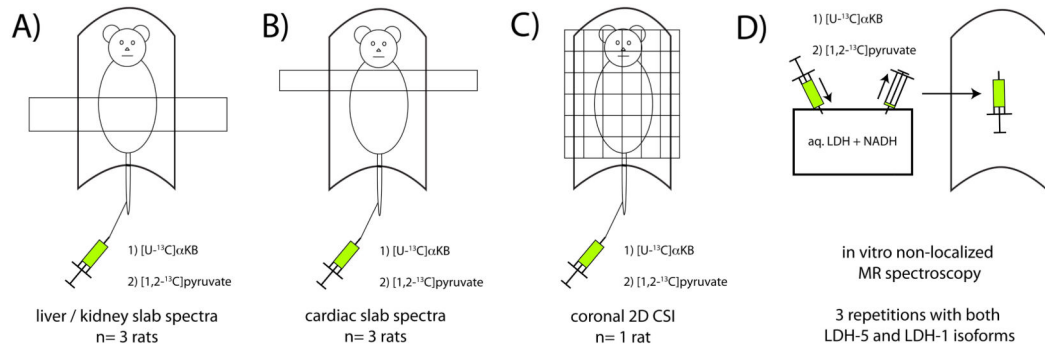 A)
1) [U-¹³C]αKB
2) [1,2-¹³C]pyruvate
liver / kidney slab spectra
n= 3 rats
B)
1) [U-¹³C]αKB
2) [1,2-¹³C]pyruvate
cardiac slab spectra
n= 3 rats
C)
1) [U-¹³C]αKB
2) [1,2-¹³C]pyruvate
coronal 2D CSI
n= 1 rat
D)
1) [U-¹³C]αKB
2) [1,2-¹³C]pyruvate
aq. LDH + NADH
in vitro non-localized
MR spectroscopy
3 repetitions with both
LDH-5 and LDH-1 isoforms